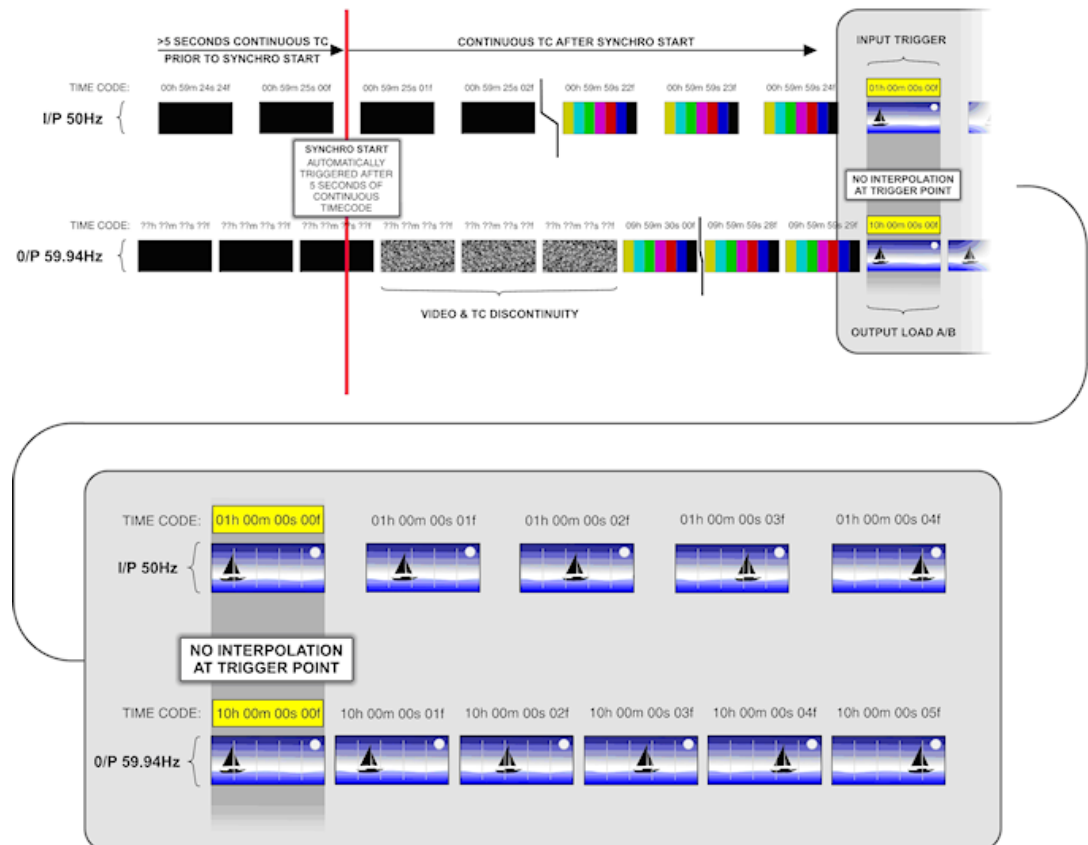 >5 SECONDS CONTINUOUS TC
PRIOR TO SYNCHRO START
CONTINUOUS TC AFTER SYNCHRO START
INPUT TRIGGER
TIME CODE: 00h 59m 24s 24f 00h 59m 25s 00f 00h 59m 25s 01f 00h 59m 25s 02f 00h 59m 59s 22f 00h 59m 59s 23f 00h 59m 59s 24f 01h 00m 00s 00f
I/P 50Hz
SYNCHRO START
AUTOMATICALLY
TRIGGERED AFTER
5 SECONDS OF
CONTINUOUS
TIMECODE
NO INTERPOLATION
AT TRIGGER POINT
TIME CODE: ??h ??m ??s ??f ??h ??m ??s ??f ??h ??m ??s ??f ??h ??m ??s ??f ??h ??m ??s ??f ??h ??m ??s ??f 09h 59m 30s 00f 09h 59m 59s 28f 09h 59m 59s 29f 10h 00m 00s 00f
0/P 59.94Hz
VIDEO & TC DISCONTINUITY
OUTPUT LOAD A/B
TIME CODE: 01h 00m 00s 00f 01h 00m 00s 01f 01h 00m 00s 02f 01h 00m 00s 03f 01h 00m 00s 04f
I/P 50Hz
NO INTERPOLATION
AT TRIGGER POINT
TIME CODE: 10h 00m 00s 00f 10h 00m 00s 01f 10h 00m 00s 02f 10h 00m 00s 03f 10h 00m 00s 04f 10h 00m 00s 05f
0/P 59.94Hz